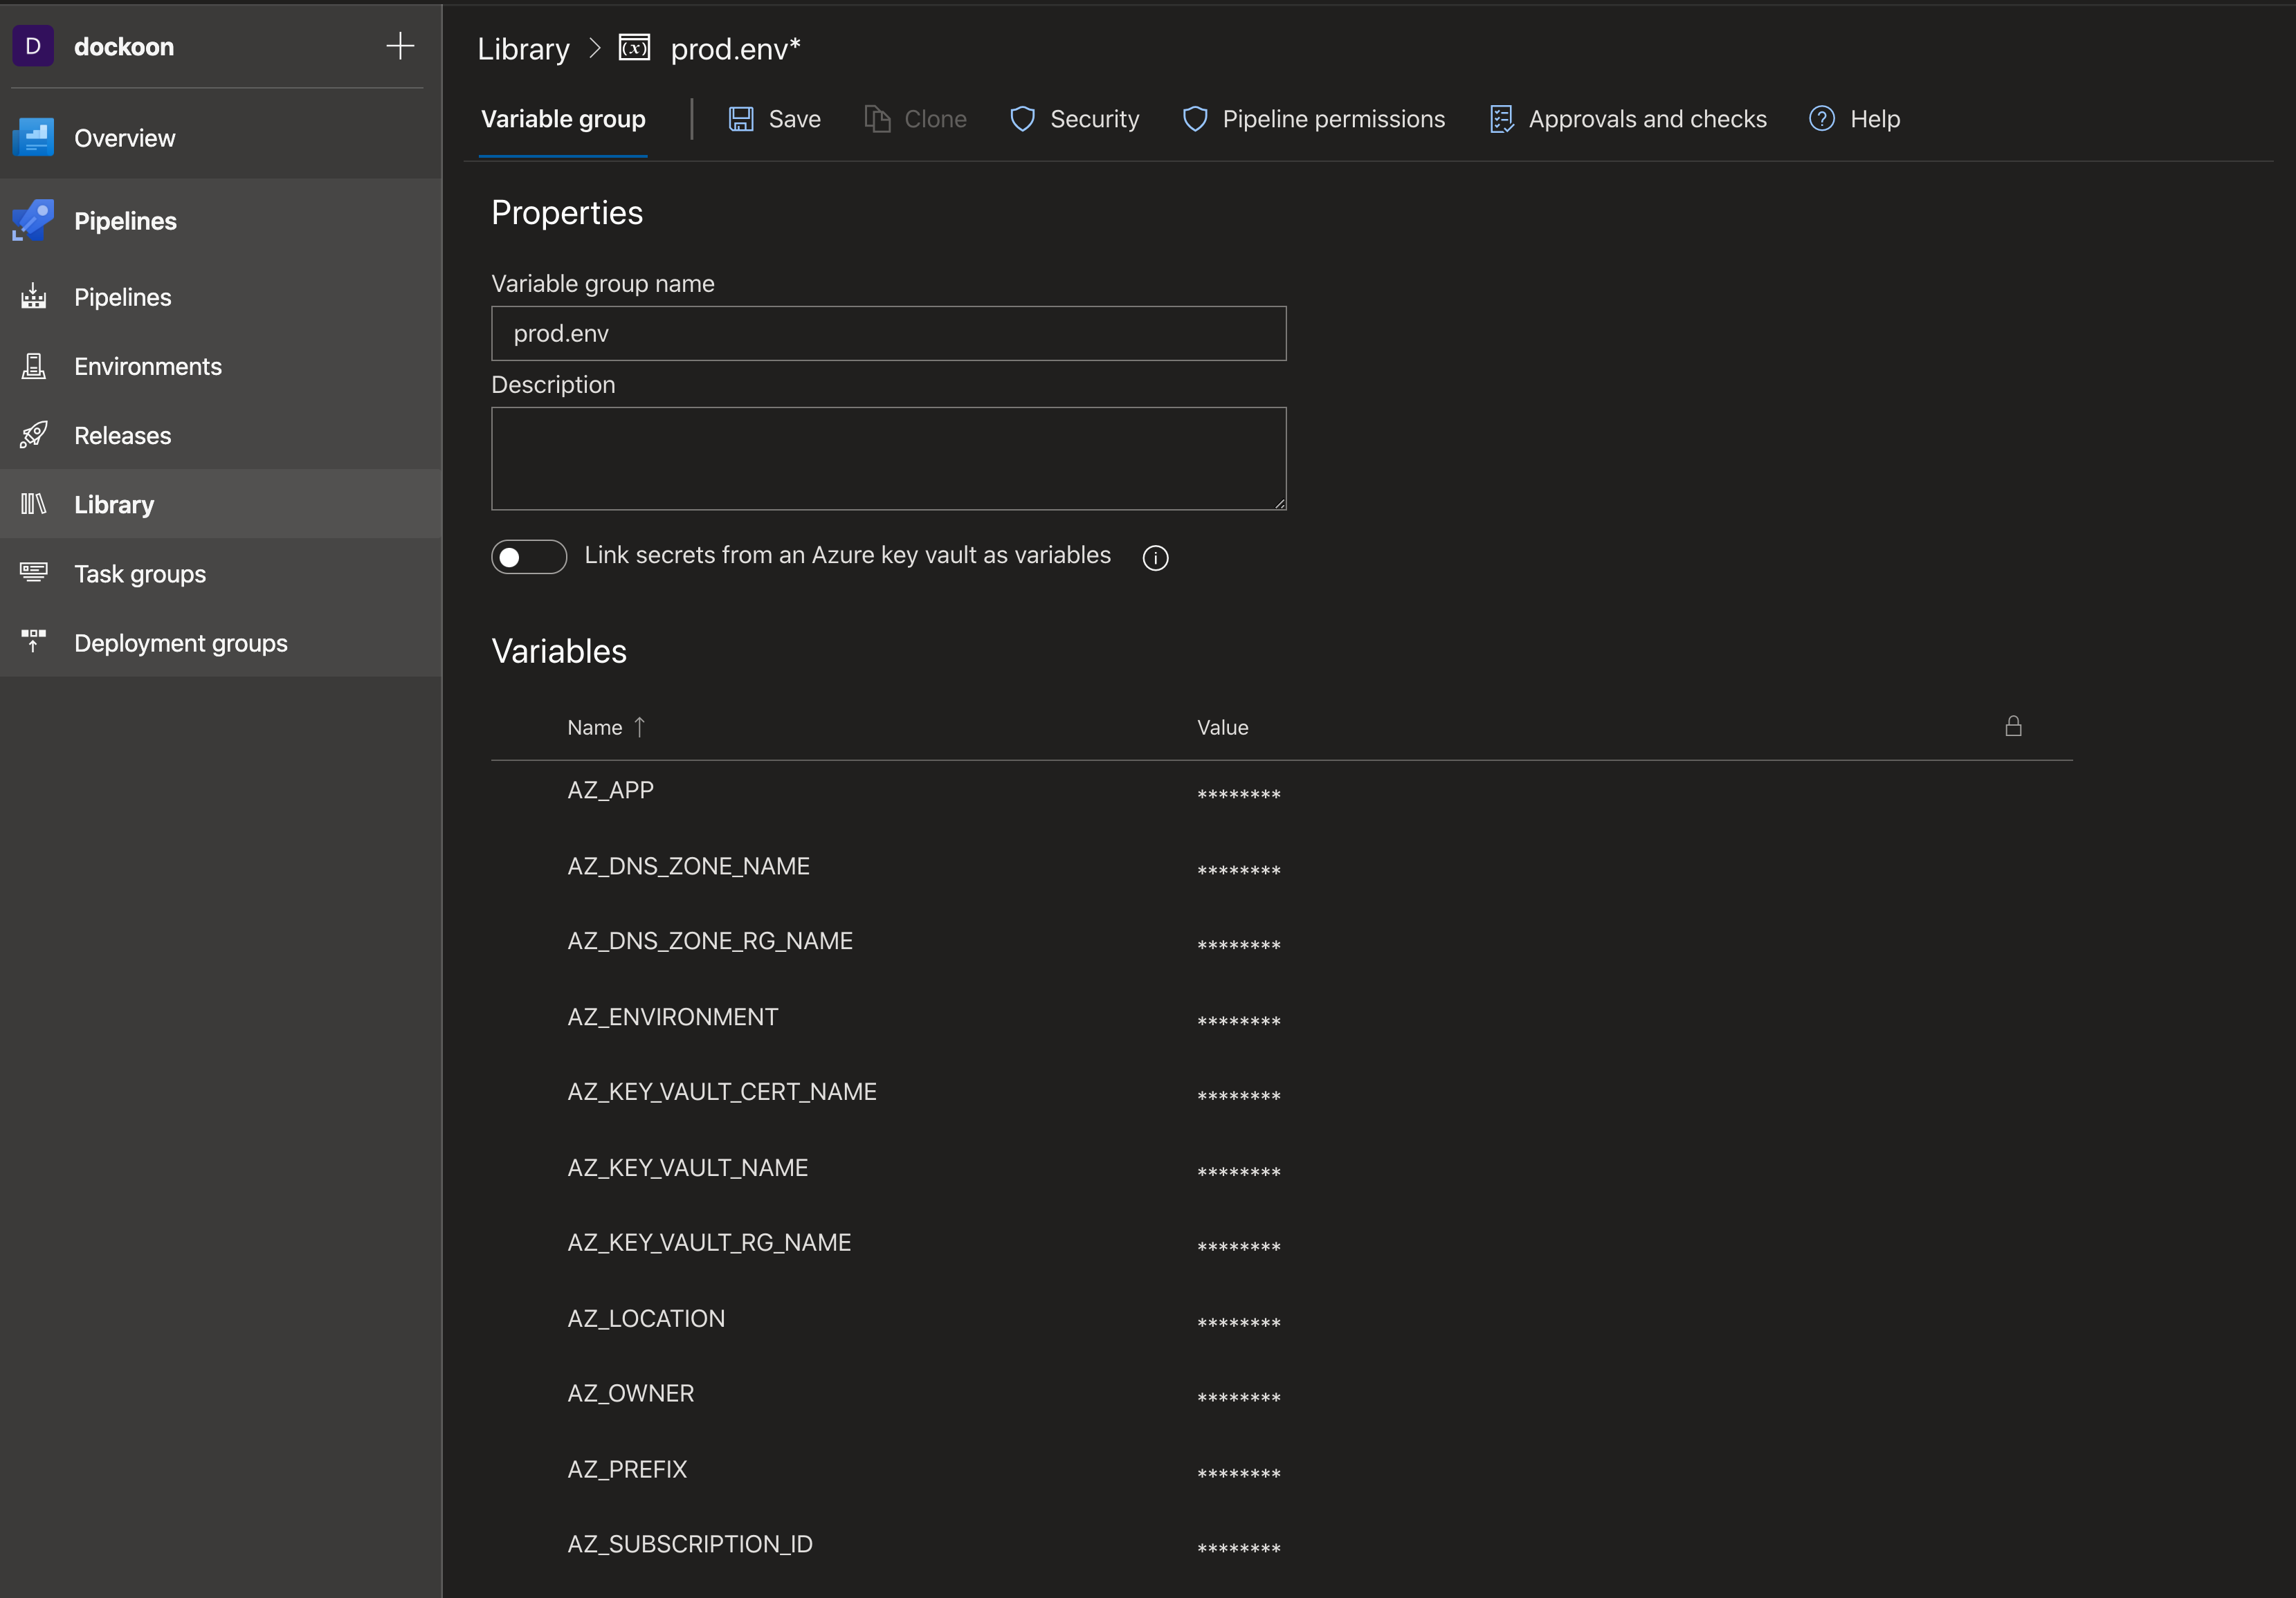 D dockoon
Overview
Pipelines
Pipelines
Environments
Releases
Library
Task groups
Deployment groups
Library > prod.env*
Variable group Save Clone Security Pipeline permissions Approvals and checks Help
Properties
Variable group name
prod.env
Description
Link secrets from an Azure key vault as variables
Variables
Name ↑ Value
AZ_APP ********
AZ_DNS_ZONE_NAME ********
AZ_DNS_ZONE_RG_NAME ********
AZ_ENVIRONMENT ********
AZ_KEY_VAULT_CERT_NAME ********
AZ_KEY_VAULT_NAME ********
AZ_KEY_VAULT_RG_NAME ********
AZ_LOCATION ********
AZ_OWNER ********
AZ_PREFIX ********
AZ_SUBSCRIPTION_ID ********